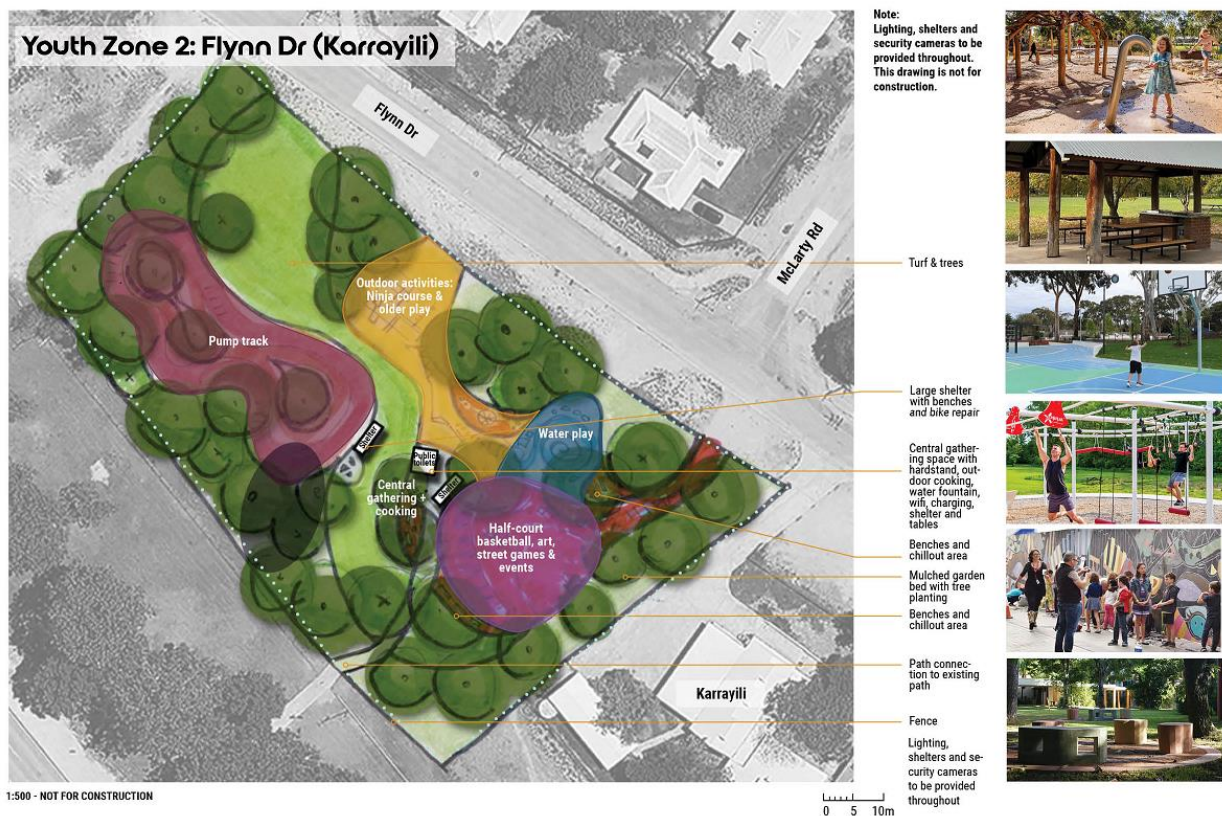 Youth Zone 2: Flynn Dr (Karrayili)
Note:
Lighting, shelters and
security cameras to be
provided throughout.
This drawing is not for
construction.
Flynn Dr
McLarty Rd
Outdoor activities:
Ninja course &
older play
Pump track
Water play
Shelter
Public
toilets
Shelter
Central
gathering +
cooking
Half-court
basketball, art,
street games &
events
Karrayili
Turf & trees
Large shelter
with benches
and bike repair
Central gather-
ing space with
hardstand, out-
door cooking,
water fountain,
wifi, charging,
shelter and
tables
Benches and
chillout area
Mulched garden
bed with tree
planting
Benches and
chillout area
Path connec-
tion to existing
path
Fence
Lighting,
shelters and se-
curity cameras
to be provided
throughout
1:500 - NOT FOR CONSTRUCTION
0 5 10m